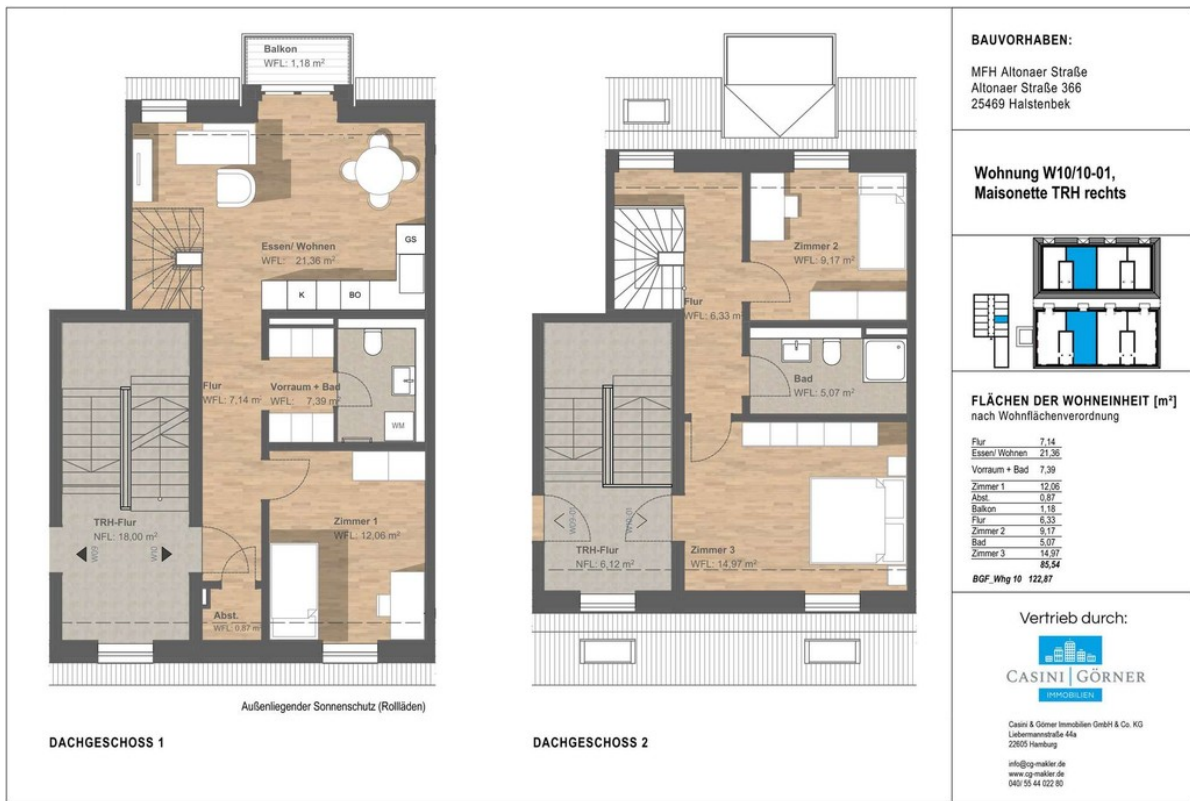 Balkon
WFL: 1,18 m²
Essen/ Wohnen
WFL: 21,36 m²
GS
K
BO
Flur
WFL: 7,14 m²
Vorraum + Bad
WFL: 7,39 m²
WM
TRH-Flur
NFL: 18,00 m²
W09
W10
Zimmer 1
WFL: 12,06 m²
Abst.
WFL: 0,87 m²
Außenliegender Sonnenschutz (Rollläden)
DACHGESCHOSS 1
Zimmer 2
WFL: 9,17 m²
Flur
WFL: 6,33 m²
Bad
WFL: 5,07 m²
W09-01
W10-01
TRH-Flur
NFL: 6,12 m²
Zimmer 3
WFL: 14,97 m²
DACHGESCHOSS 2
BAUVORHABEN:
MFH Altonaer Straße
Altonaer Straße 366
25469 Halstenbek
Wohnung W10/10-01,
Maisonette TRH rechts
FLÄCHEN DER WOHNEINHEIT [m²]
nach Wohnflächenverordnung
Flur 7,14
Essen/ Wohnen 21,36
Vorraum + Bad 7,39
Zimmer 1 12,06
Abst. 0,87
Balkon 1,18
Flur 6,33
Zimmer 2 9,17
Bad 5,07
Zimmer 3 14,97
85,54
BGF_Whg 10 122,87
Vertrieb durch:
CASINI | GÖRNER
IMMOBILIEN
Casini & Görner Immobilien GmbH & Co. KG
Liebermannstraße 44a
22605 Hamburg
info@cg-makler.de
www.cg-makler.de
040/ 55 44 022 80